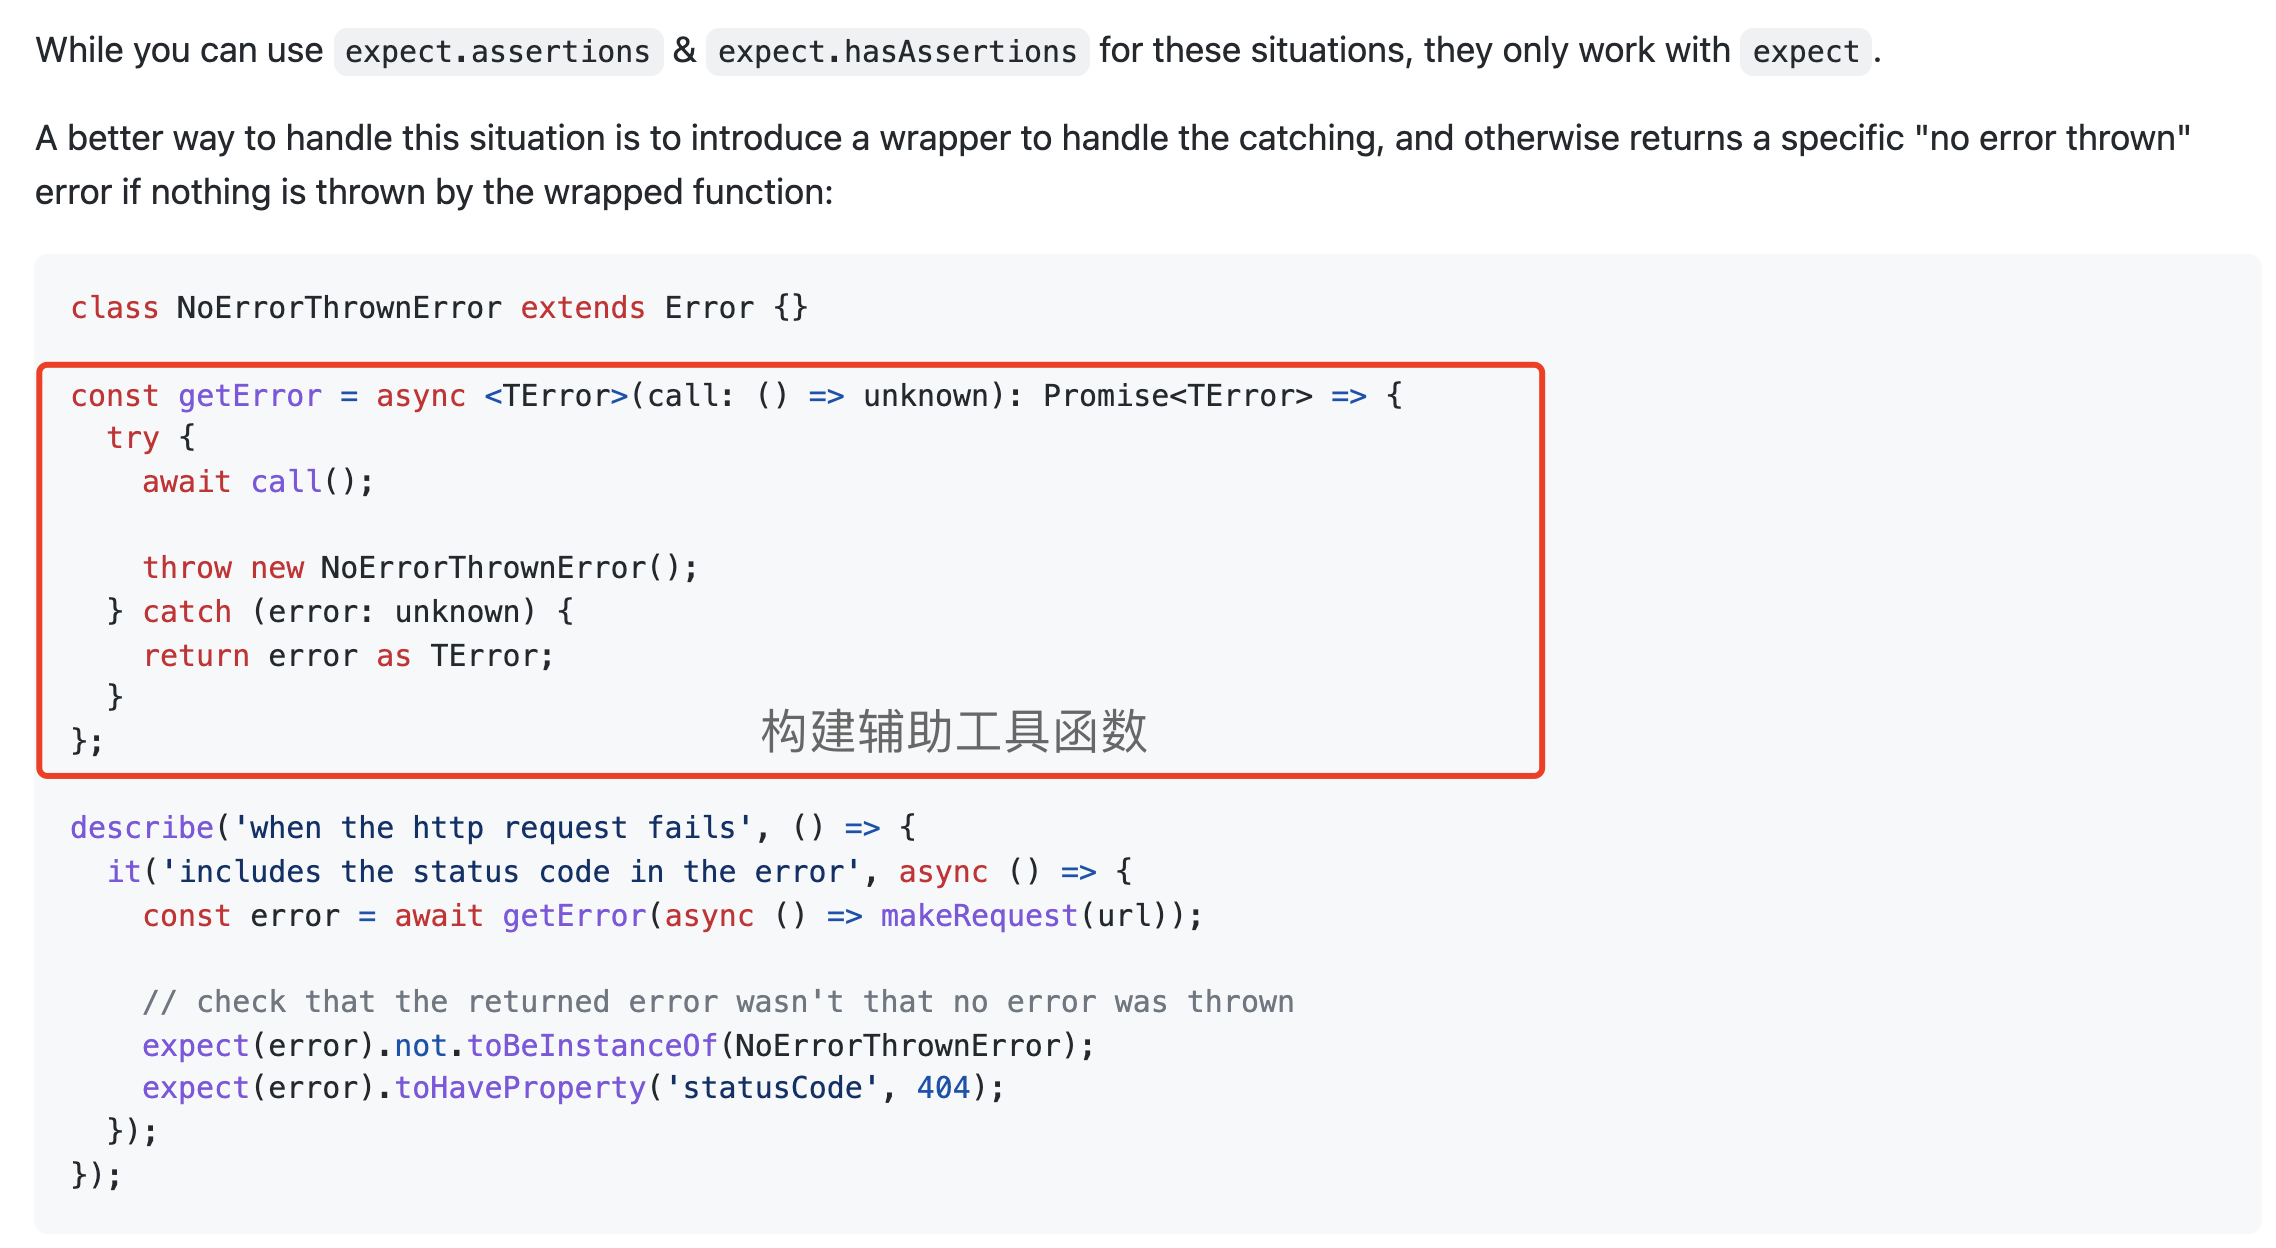 While you can use expect.assertions & expect.hasAssertions for these situations, they only work with expect.
A better way to handle this situation is to introduce a wrapper to handle the catching, and otherwise returns a specific "no error thrown"
error if nothing is thrown by the wrapped function:
class NoErrorThrownError extends Error {}
const getError = async <TError>(call: () => unknown): Promise<TError> => {
  try {
    await call();
    throw new NoErrorThrownError();
  } catch (error: unknown) {
    return error as TError;
  }
};
构建辅助工具函数
describe('when the http request fails', () => {
  it('includes the status code in the error', async () => {
    const error = await getError(async () => makeRequest(url));
    // check that the returned error wasn't that no error was thrown
    expect(error).not.toBeInstanceOf(NoErrorThrownError);
    expect(error).toHaveProperty('statusCode', 404);
  });
});